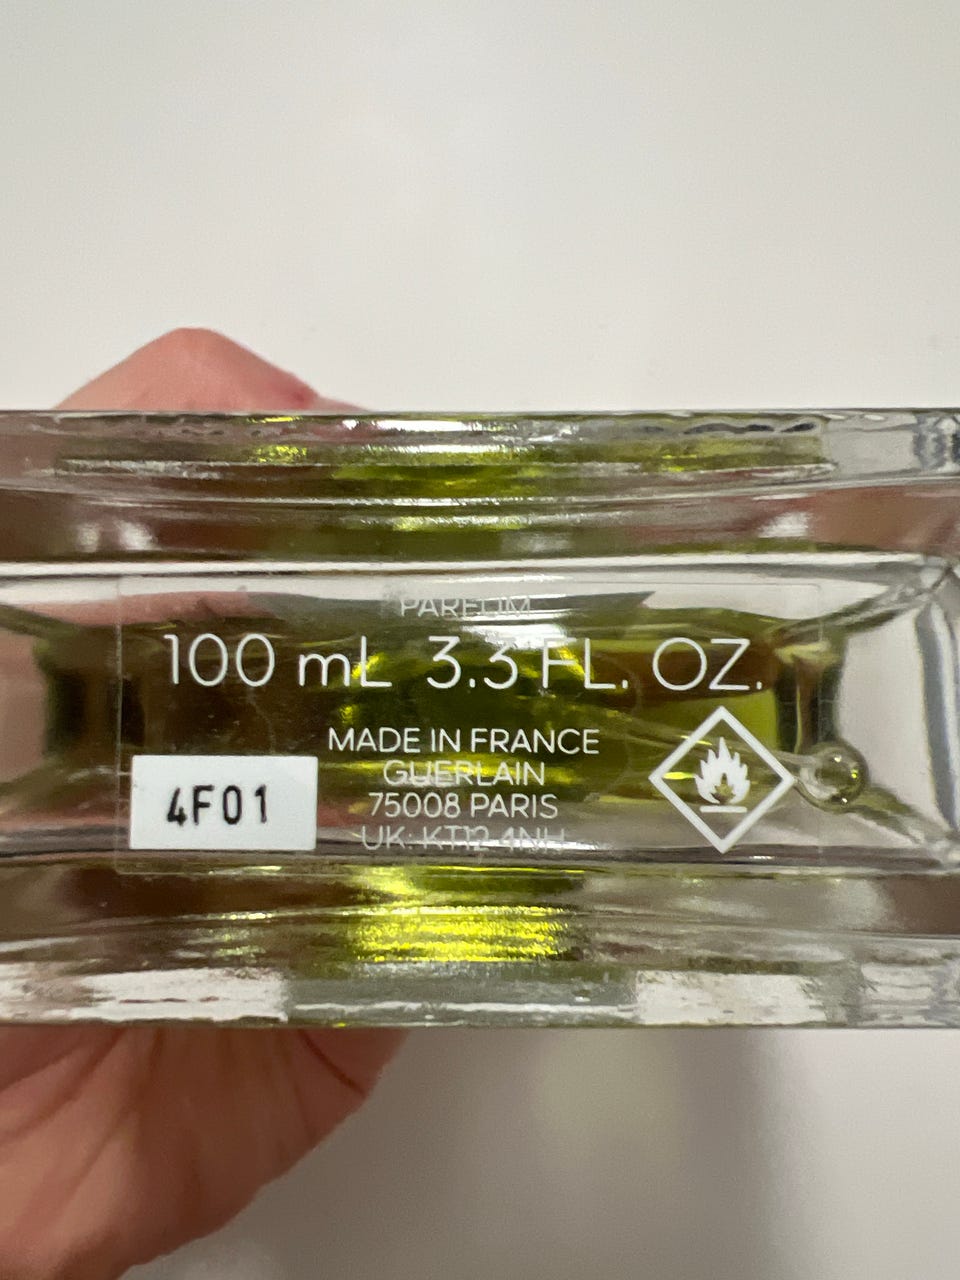 PARFUM
100 mL 3.3 FL. OZ.
MADE IN FRANCE
GUERLAIN
75008 PARIS
UK: KT12 4NH
4F01